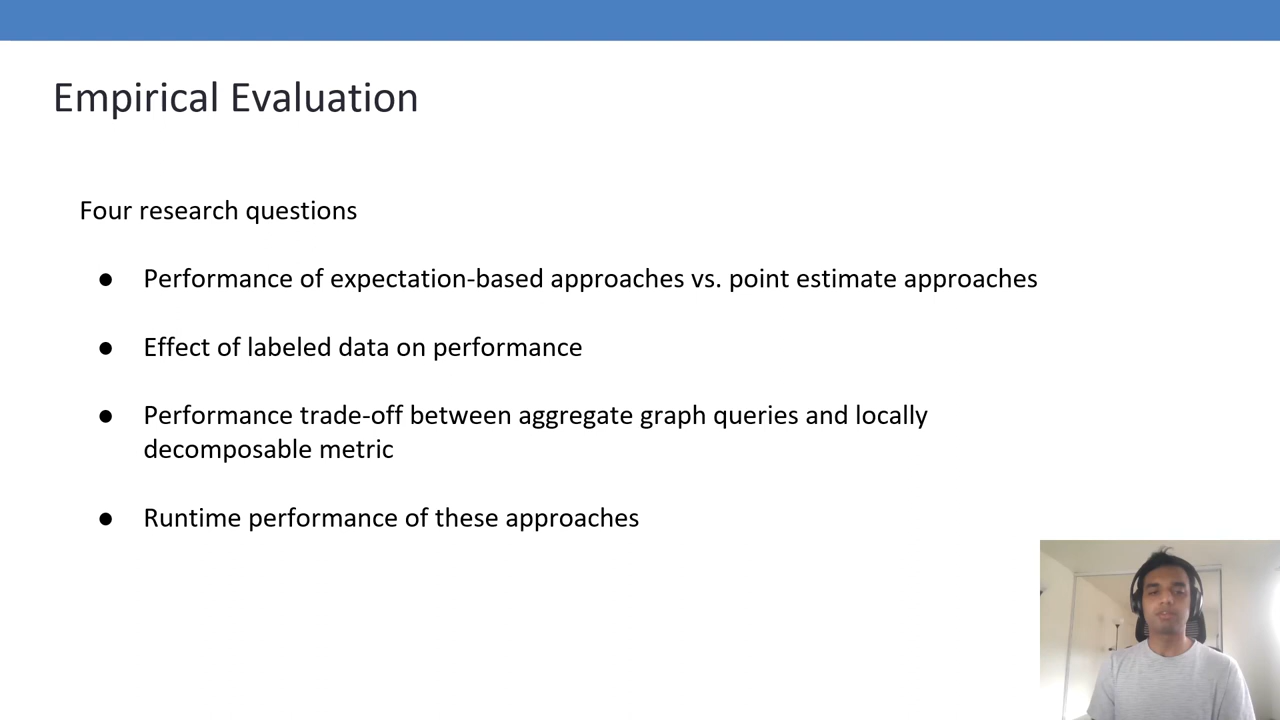 Empirical Evaluation
Four research questions
● Performance of expectation-based approaches vs. point estimate approaches
● Effect of labeled data on performance
● Performance trade-off between aggregate graph queries and locally
decomposable metric
● Runtime performance of these approaches